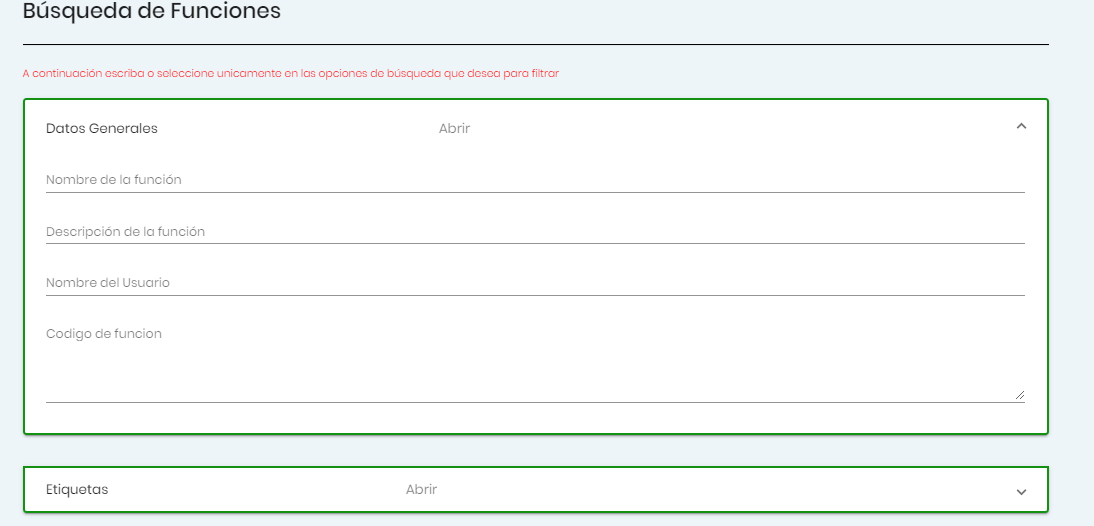 Búsqueda de Funciones
A continuación escriba o seleccione unicamente en las opciones de búsqueda que desea para filtrar
Datos Generales Abrir
Nombre de la función
Descripción de la función
Nombre del Usuario
Codigo de funcion
Etiquetas Abrir